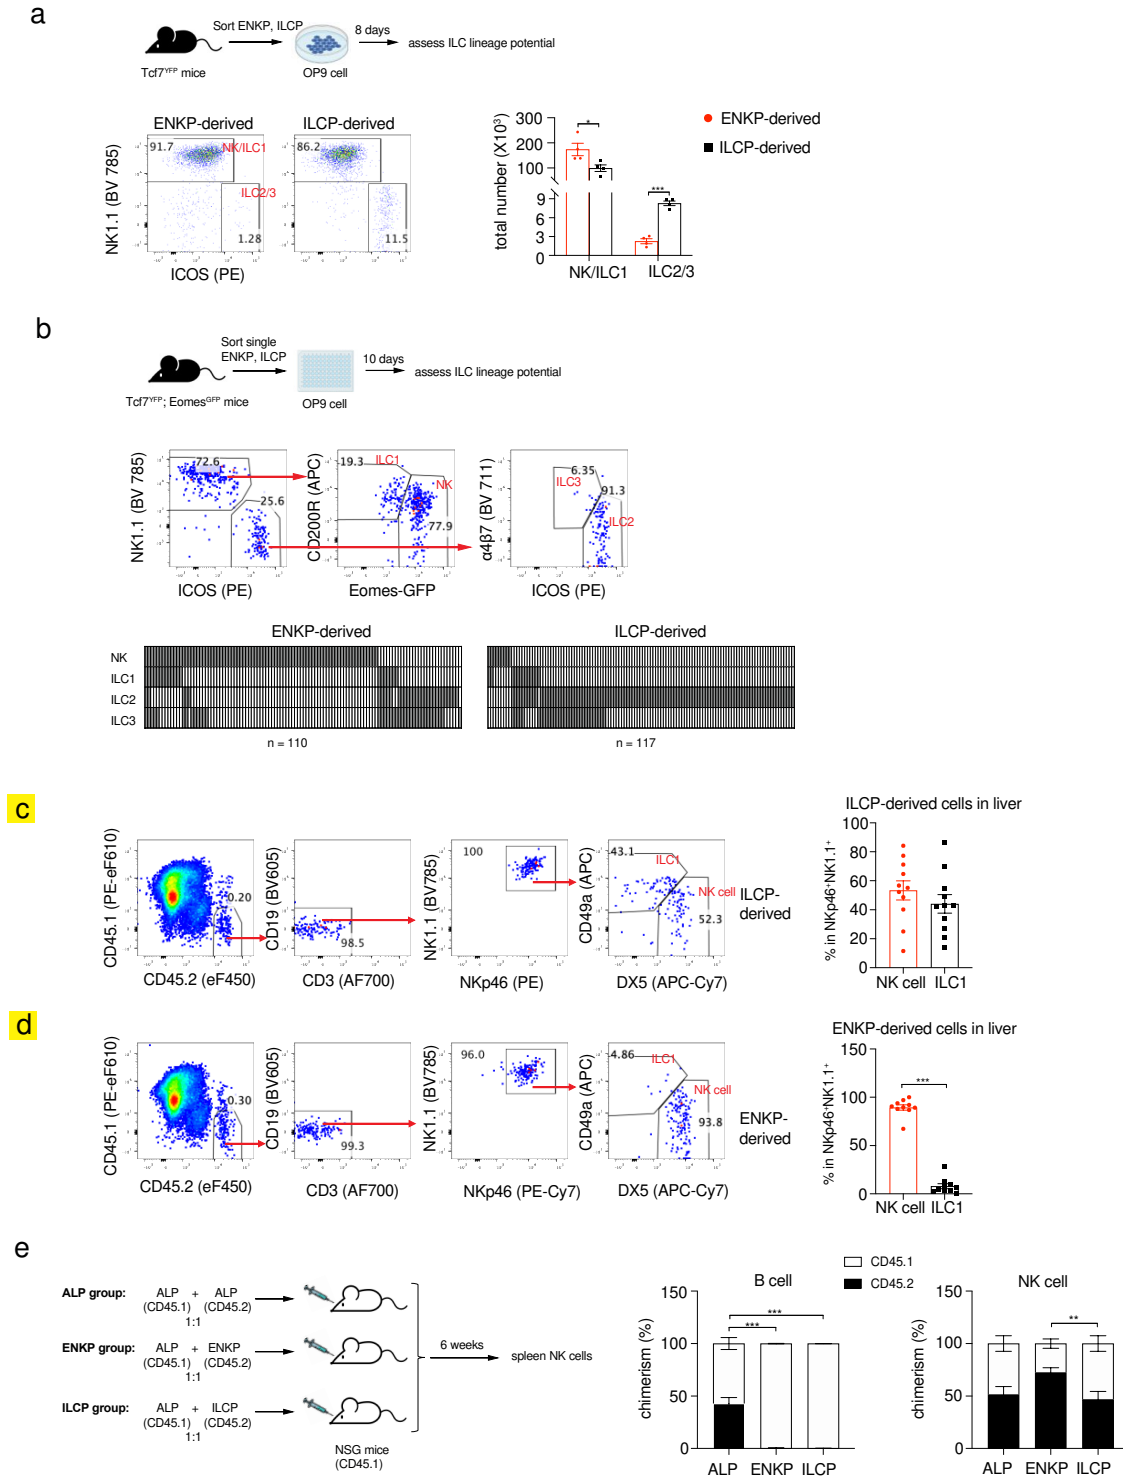 a
Sort ENKP, ILCP
8 days
assess ILC lineage potential
Tcf7YFP mice
OP9 cell
ENKP-derived
ILCP-derived
91.7
NK/ILC1
ILC2/3
1.28
86.2
11.5
NK1.1 (BV 785)
ICOS (PE)
total number (X10³)
300
200
100
9
6
3
0
*
***
NK/ILC1
ILC2/3
ENKP-derived
ILCP-derived
b
Sort single
ENKP, ILCP
10 days
assess ILC lineage potential
Tcf7YFP; EomesGFP mice
OP9 cell
NK1.1 (BV 785)
72.6
25.6
ICOS (PE)
CD200R (APC)
19.3
ILC1
NK
77.9
Eomes-GFP
α4β7 (BV 711)
6.35
ILC3
91.3
ILC2
ICOS (PE)
ENKP-derived
ILCP-derived
NK
ILC1
ILC2
ILC3
n = 110
n = 117
c
CD45.1 (PE-eF610)
0.20
CD45.2 (eF450)
CD19 (BV605)
98.5
CD3 (AF700)
NK1.1 (BV785)
100
NKp46 (PE)
CD49a (APC)
43.1
ILC1
NK cell
52.3
DX5 (APC-Cy7)
ILCP-
derived
ILCP-derived cells in liver
% in NKp46⁺NK1.1⁺
100
80
60
40
20
0
NK cell
ILC1
d
CD45.1 (PE-eF610)
0.30
CD45.2 (eF450)
CD19 (BV605)
99.3
CD3 (AF700)
NK1.1 (BV785)
96.0
NKp46 (PE-Cy7)
CD49a (APC)
4.86
ILC1
NK cell
93.8
DX5 (APC-Cy7)
ENKP-
derived
ENKP-derived cells in liver
% in NKp46⁺NK1.1⁺
150
100
50
0
***
NK cell
ILC1
e
ALP group:
ALP + ALP
(CD45.1) (CD45.2)
1:1
ENKP group:
ALP + ENKP
(CD45.1) (CD45.2)
1:1
ILCP group:
ALP + ILCP
(CD45.1) (CD45.2)
1:1
NSG mice
(CD45.1)
6 weeks
spleen NK cells
CD45.1
CD45.2
B cell
chimerism (%)
150
100
50
0
***
***
ALP
ENKP
ILCP
NK cell
chimerism (%)
150
100
50
0
**
ALP
ENKP
ILCP